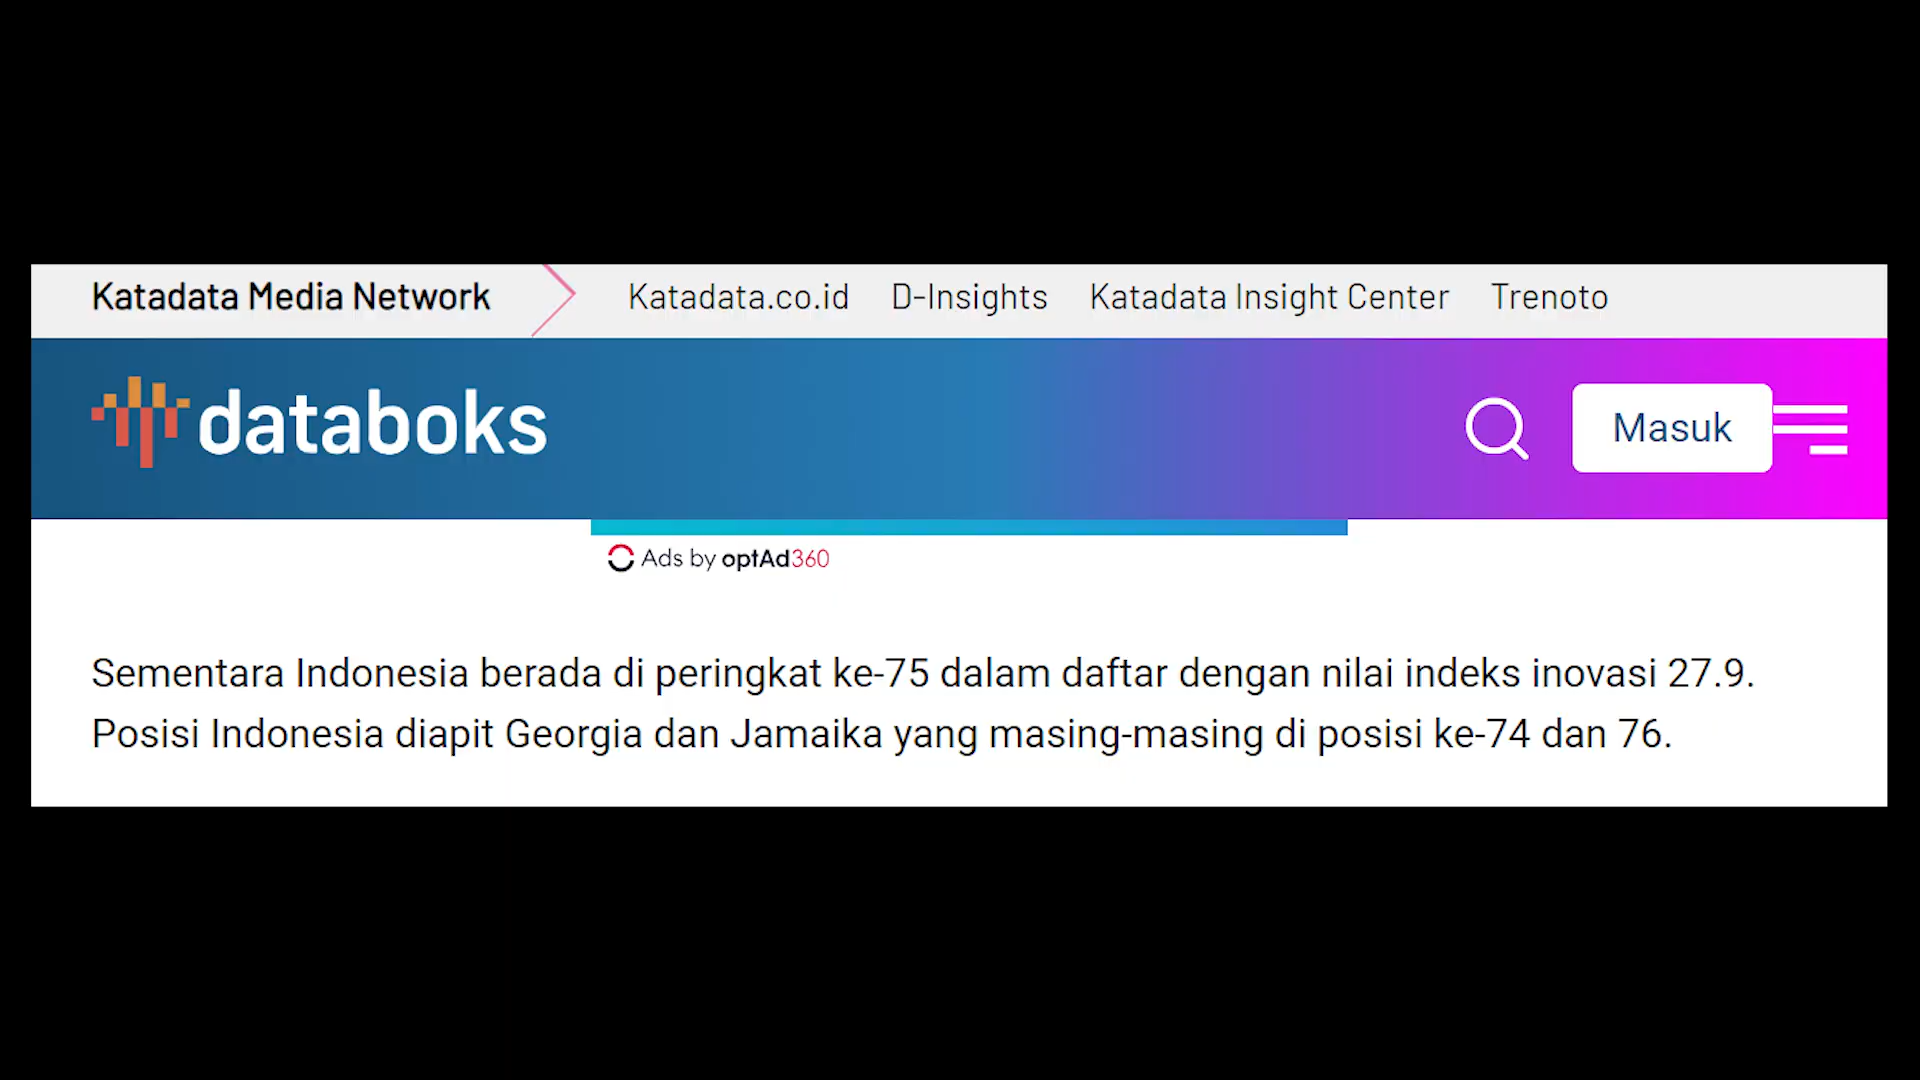 Katadata Media Network Katadata.co.id D-Insights Katadata Insight Center Trenoto
databoks Masuk
Ads by optAd360
Sementara Indonesia berada di peringkat ke-75 dalam daftar dengan nilai indeks inovasi 27.9.
Posisi Indonesia diapit Georgia dan Jamaika yang masing-masing di posisi ke-74 dan 76.